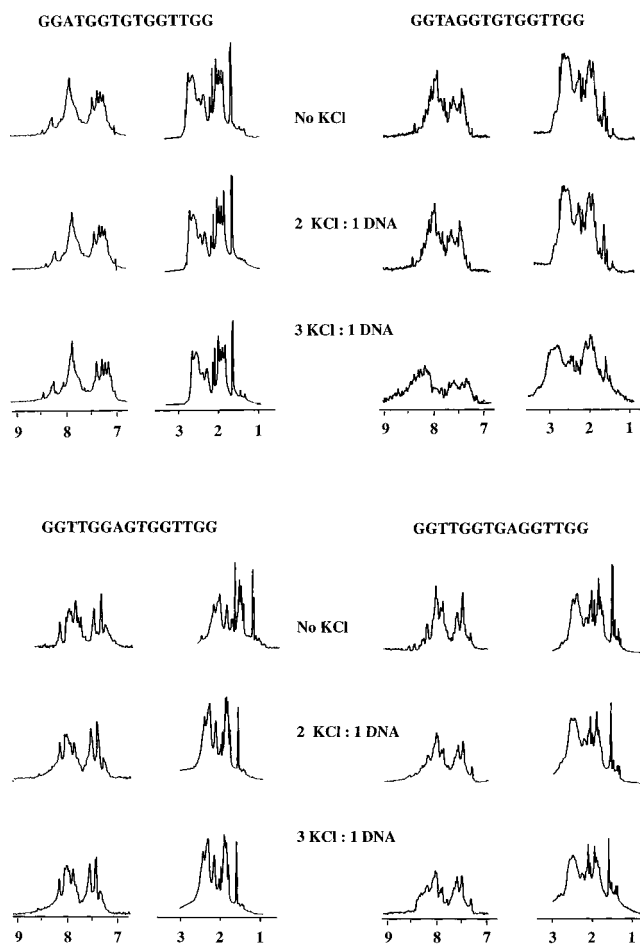 GGATGGTGTGGTTGG GGTAGGTGTGGTTGG
No KCl
2 KCl : 1 DNA
3 KCl : 1 DNA
9 8 7 3 2 1 9 8 7 3 2 1
GGTTGGAGTGGTTGG GGTTGGTGAGGTTGG
No KCl
2 KCl : 1 DNA
3 KCl : 1 DNA
9 8 7 3 2 1 9 8 7 3 2 1